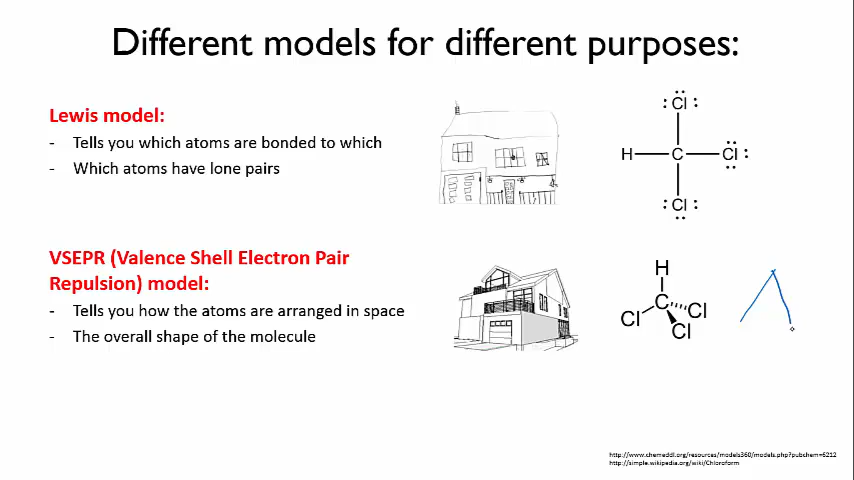 Different models for different purposes:
Lewis model:
- Tells you which atoms are bonded to which
- Which atoms have lone pairs
Cl
H C Cl
Cl
VSEPR (Valence Shell Electron Pair
Repulsion) model:
- Tells you how the atoms are arranged in space
- The overall shape of the molecule
H
C
Cl Cl
Cl
http://www.chemeddl.org/resources/models360/models.php?pubchem=6212
http://simple.wikipedia.org/wiki/Chloroform